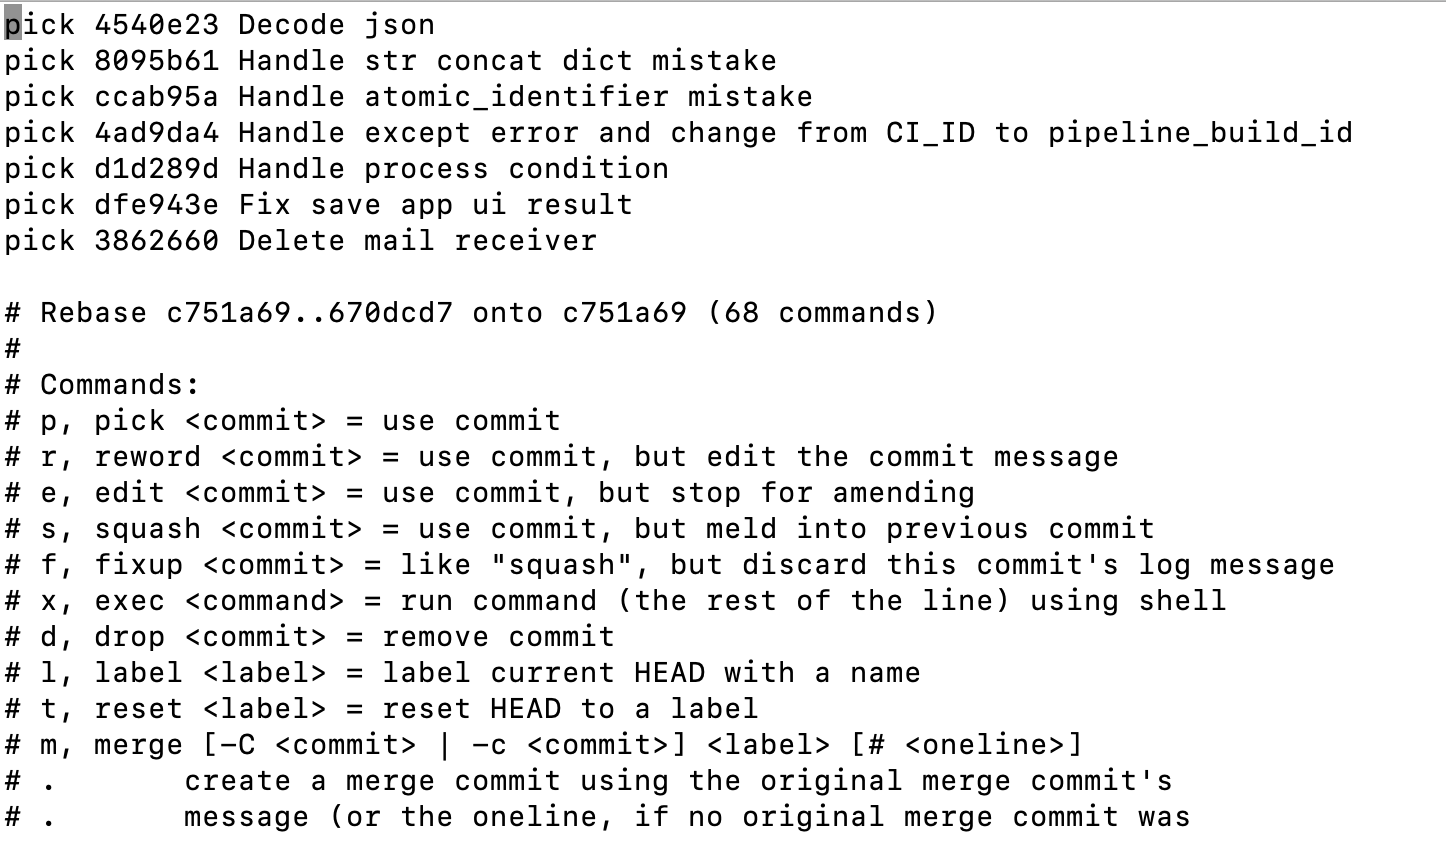 pick 4540e23 Decode json
pick 8095b61 Handle str concat dict mistake
pick ccab95a Handle atomic_identifier mistake
pick 4ad9da4 Handle except error and change from CI_ID to pipeline_build_id
pick d1d289d Handle process condition
pick dfe943e Fix save app ui result
pick 3862660 Delete mail receiver

# Rebase c751a69..670dcd7 onto c751a69 (68 commands)
#
# Commands:
# p, pick <commit> = use commit
# r, reword <commit> = use commit, but edit the commit message
# e, edit <commit> = use commit, but stop for amending
# s, squash <commit> = use commit, but meld into previous commit
# f, fixup <commit> = like "squash", but discard this commit's log message
# x, exec <command> = run command (the rest of the line) using shell
# d, drop <commit> = remove commit
# l, label <label> = label current HEAD with a name
# t, reset <label> = reset HEAD to a label
# m, merge [-C <commit> | -c <commit>] <label> [# <oneline>]
# .       create a merge commit using the original merge commit's
# .       message (or the oneline, if no original merge commit was